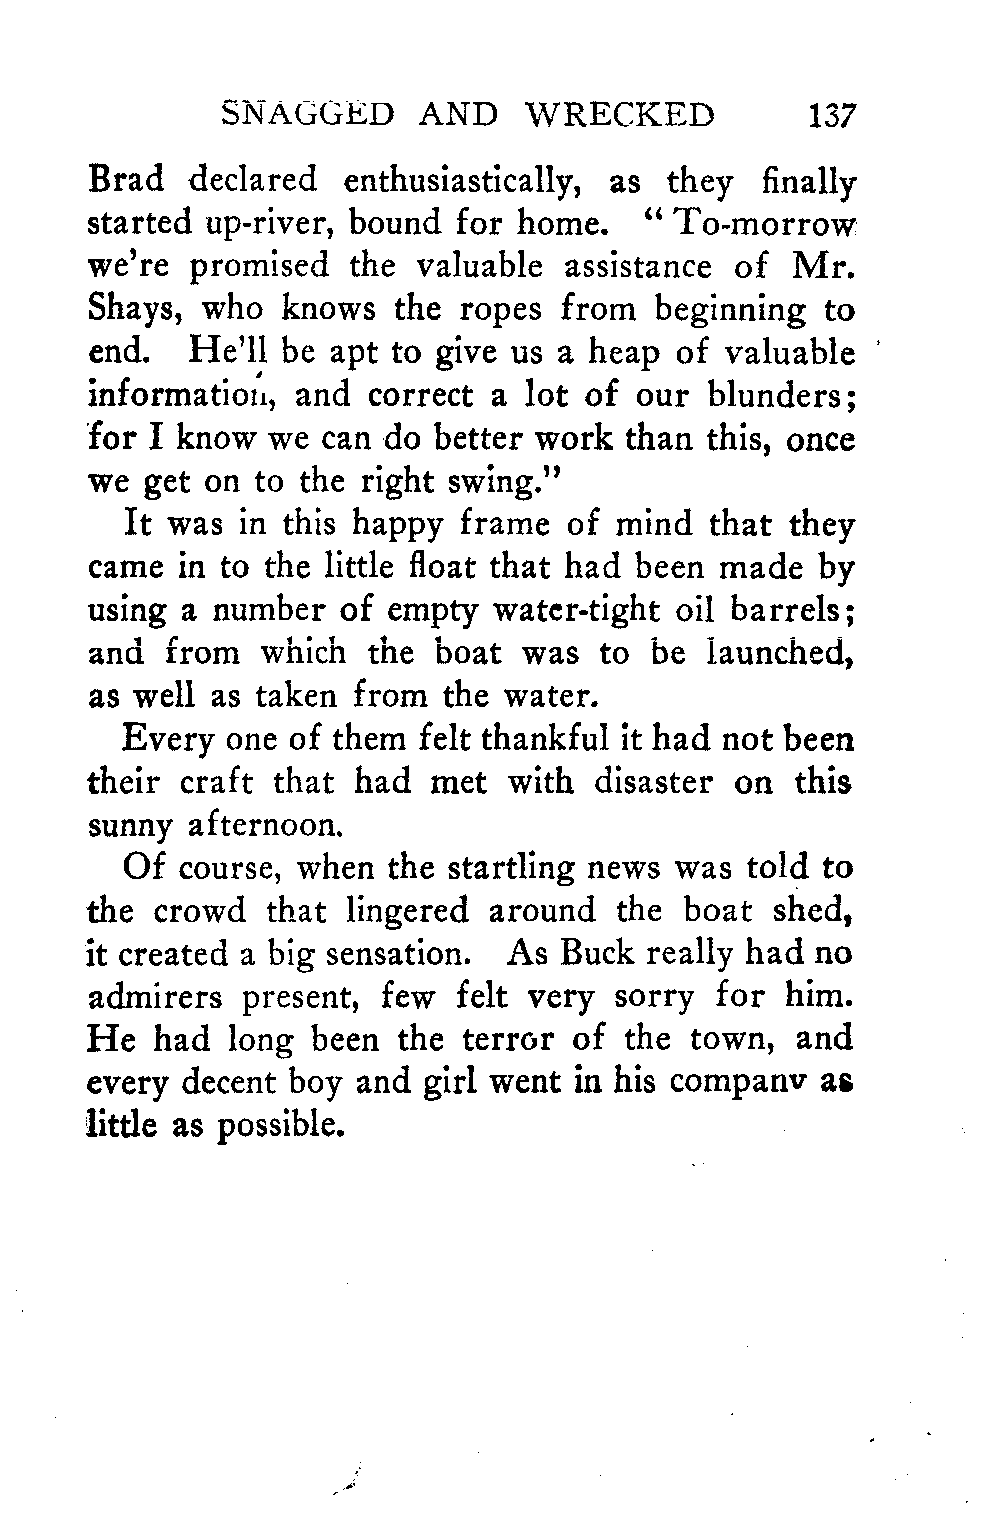 SNAGGED AND WRECKED 137
Brad declared enthusiastically, as they finally
started up-river, bound for home. “ To-morrow
we’re promised the valuable assistance of Mr.
Shays, who knows the ropes from beginning to
end. He’ll be apt to give us a heap of valuable
information, and correct a lot of our blunders;
for I know we can do better work than this, once
we get on to the right swing.”
It was in this happy frame of mind that they
came in to the little float that had been made by
using a number of empty water-tight oil barrels;
and from which the boat was to be launched,
as well as taken from the water.
Every one of them felt thankful it had not been
their craft that had met with disaster on this
sunny afternoon.
Of course, when the startling news was told to
the crowd that lingered around the boat shed,
it created a big sensation. As Buck really had no
admirers present, few felt very sorry for him.
He had long been the terror of the town, and
every decent boy and girl went in his company as
little as possible.